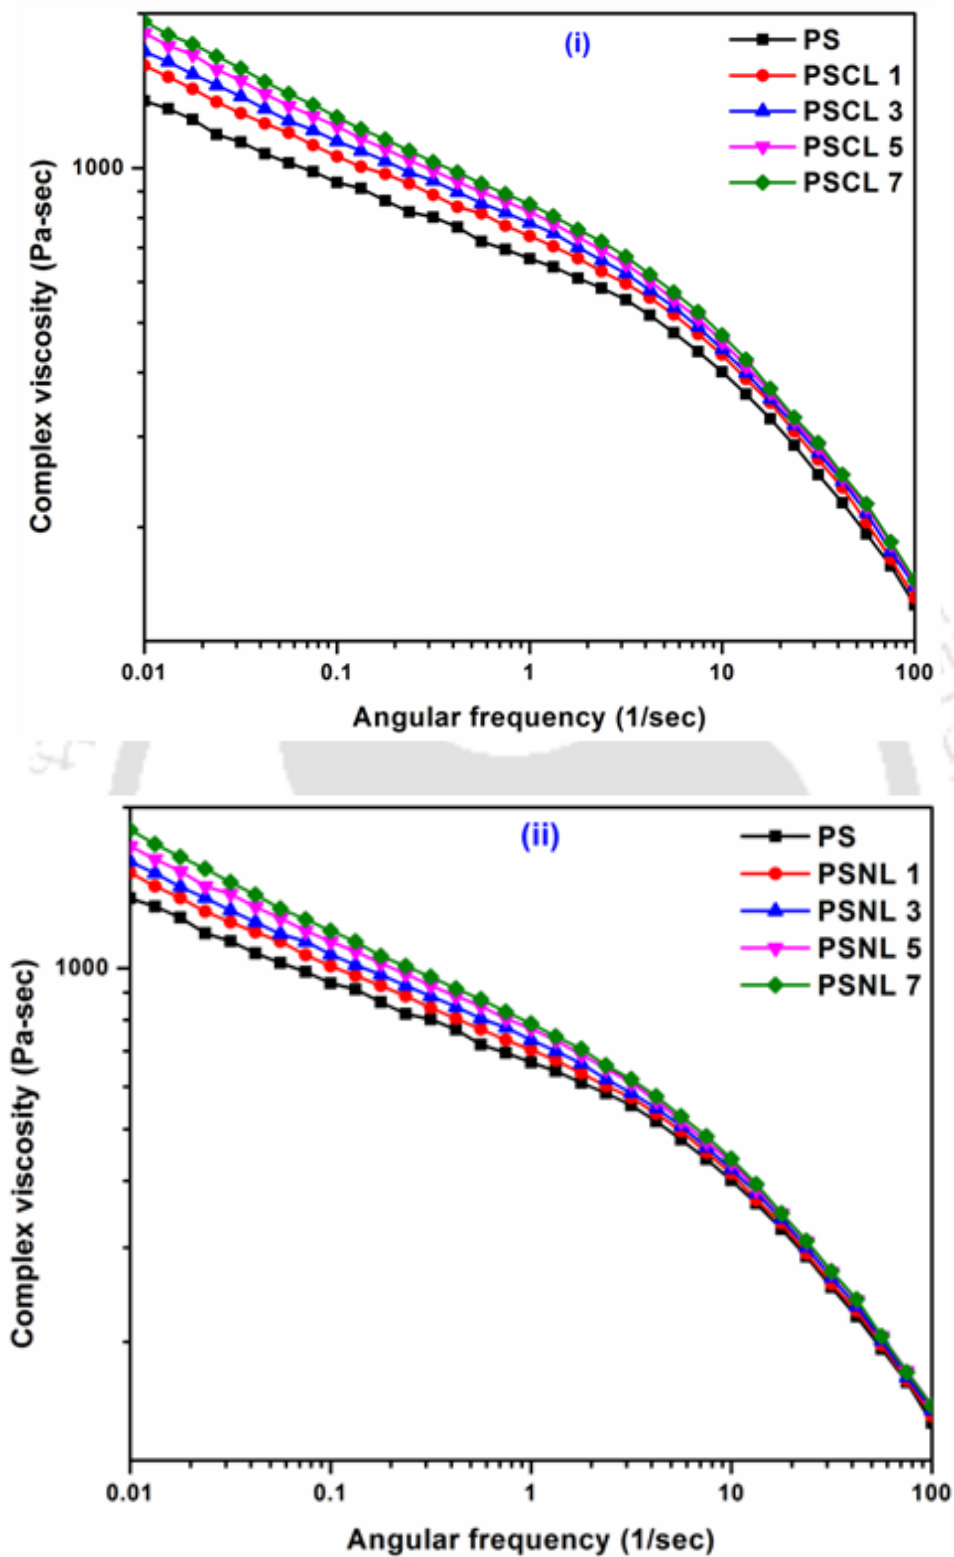 (i)
PS
PSCL 1
PSCL 3
PSCL 5
PSCL 7
1000
Complex viscosity (Pa-sec)
0.01 0.1 1 10 100
Angular frequency (1/sec)
(ii)
PS
PSNL 1
PSNL 3
PSNL 5
PSNL 7
1000
Complex viscosity (Pa-sec)
0.01 0.1 1 10 100
Angular frequency (1/sec)